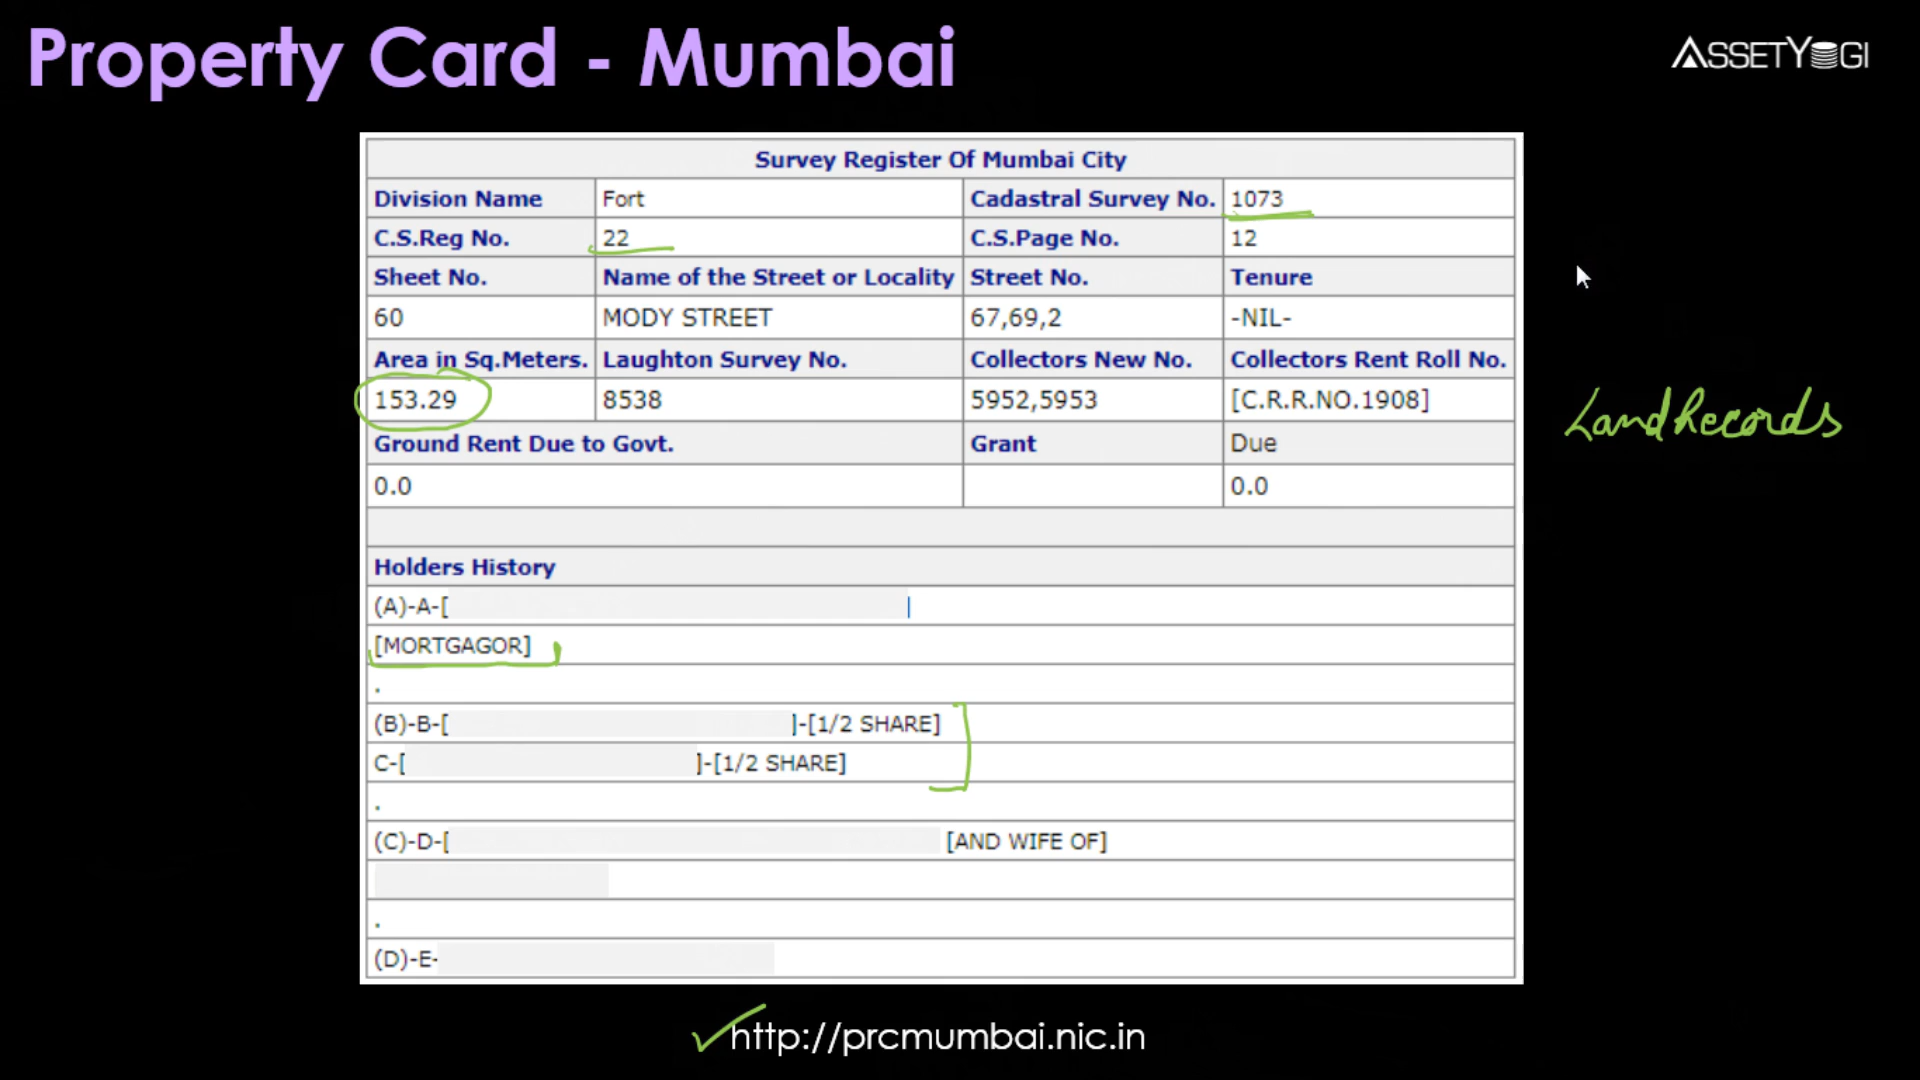 Property Card - Mumbai
ASSETYOGI
Survey Register Of Mumbai City
Division Name Fort Cadastral Survey No. 1073
C.S.Reg No. 22 C.S.Page No. 12
Sheet No. Name of the Street or Locality Street No. Tenure
60 MODY STREET 67,69,2 -NIL-
Area in Sq.Meters. Laughton Survey No. Collectors New No. Collectors Rent Roll No.
153.29 8538 5952,5953 [C.R.R.NO.1908]
Ground Rent Due to Govt. Grant Due
0.0 0.0
Holders History
(A)-A-[
[MORTGAGOR]
.
(B)-B-[ ]-[1/2 SHARE]
C-[ ]-[1/2 SHARE]
.
(C)-D-[ [AND WIFE OF]
.
(D)-E-
Land Records
http://prcmumbai.nic.in